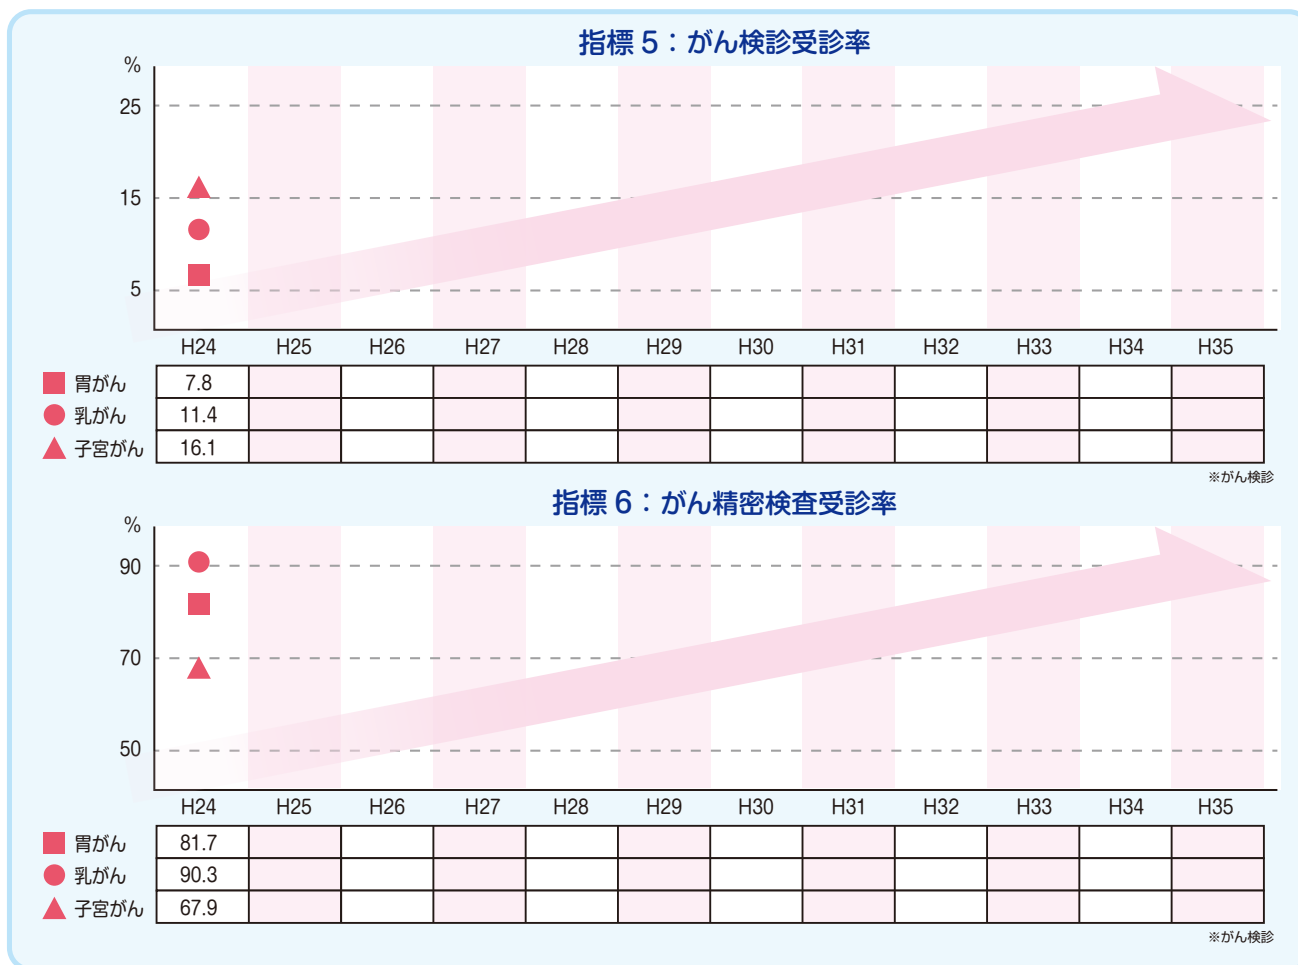 指標5：がん検診受診率
%
25
15
5
H24 H25 H26 H27 H28 H29 H30 H31 H32 H33 H34 H35
胃がん 7.8
乳がん 11.4
子宮がん 16.1
※がん検診
指標6：がん精密検査受診率
%
90
70
50
H24 H25 H26 H27 H28 H29 H30 H31 H32 H33 H34 H35
胃がん 81.7
乳がん 90.3
子宮がん 67.9
※がん検診